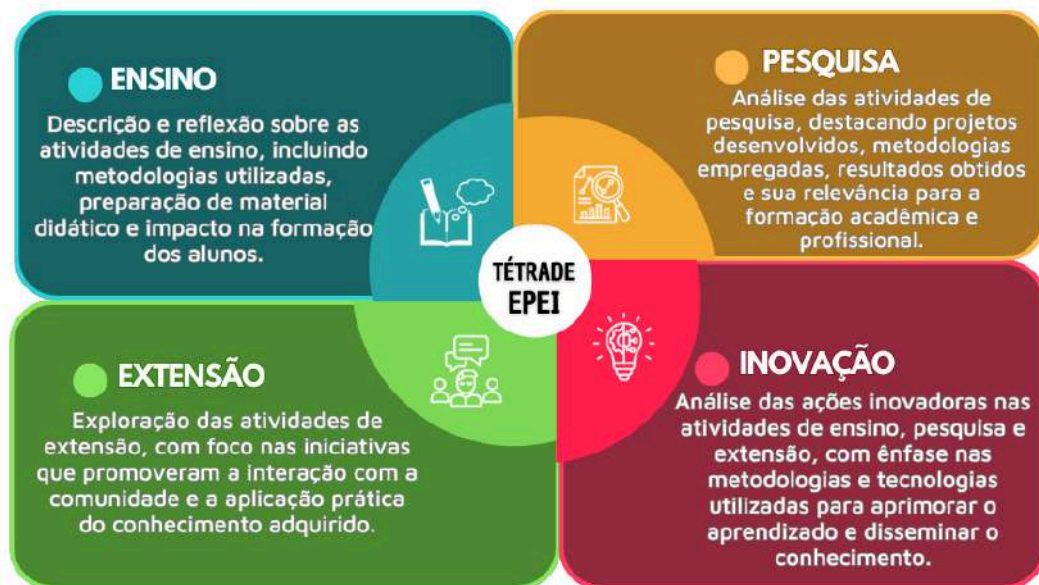 ENSINO
Descrição e reflexão sobre as
atividades de ensino, incluindo
metodologias utilizadas,
preparação de material
didático e impacto na formação
dos alunos.
PESQUISA
Análise das atividades de
pesquisa, destacando projetos
desenvolvidos, metodologias
empregadas, resultados obtidos
e sua relevância para a
formação acadêmica e
profissional.
TÉTRADE
EPEI
EXTENSÃO
Exploração das atividades de
extensão, com foco nas iniciativas
que promoveram a interação com a
comunidade e a aplicação prática
do conhecimento adquirido.
INOVAÇÃO
Análise das ações inovadoras nas
atividades de ensino, pesquisa e
extensão, com ênfase nas
metodologias e tecnologias
utilizadas para aprimorar o
aprendizado e disseminar o
conhecimento.